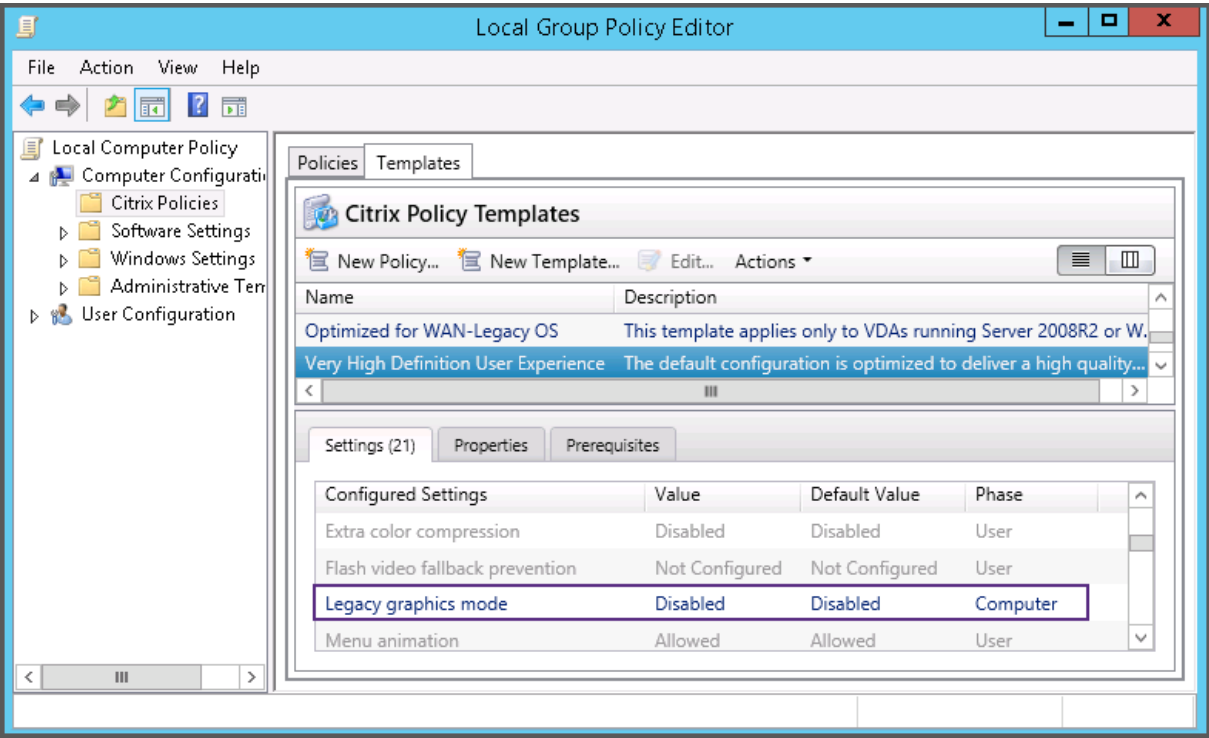 Local Group Policy Editor
File Action View Help
Local Computer Policy
Computer Configurati
Citrix Policies
Software Settings
Windows Settings
Administrative Tem
User Configuration
Policies Templates
Citrix Policy Templates
New Policy... New Template... Edit... Actions
Name Description
Optimized for WAN-Legacy OS This template applies only to VDAs running Server 2008R2 or W.
Very High Definition User Experience The default configuration is optimized to deliver a high quality...
Settings (21) Properties Prerequisites
Configured Settings Value Default Value Phase
Extra color compression Disabled Disabled User
Flash video fallback prevention Not Configured Not Configured User
Legacy graphics mode Disabled Disabled Computer
Menu animation Allowed Allowed User